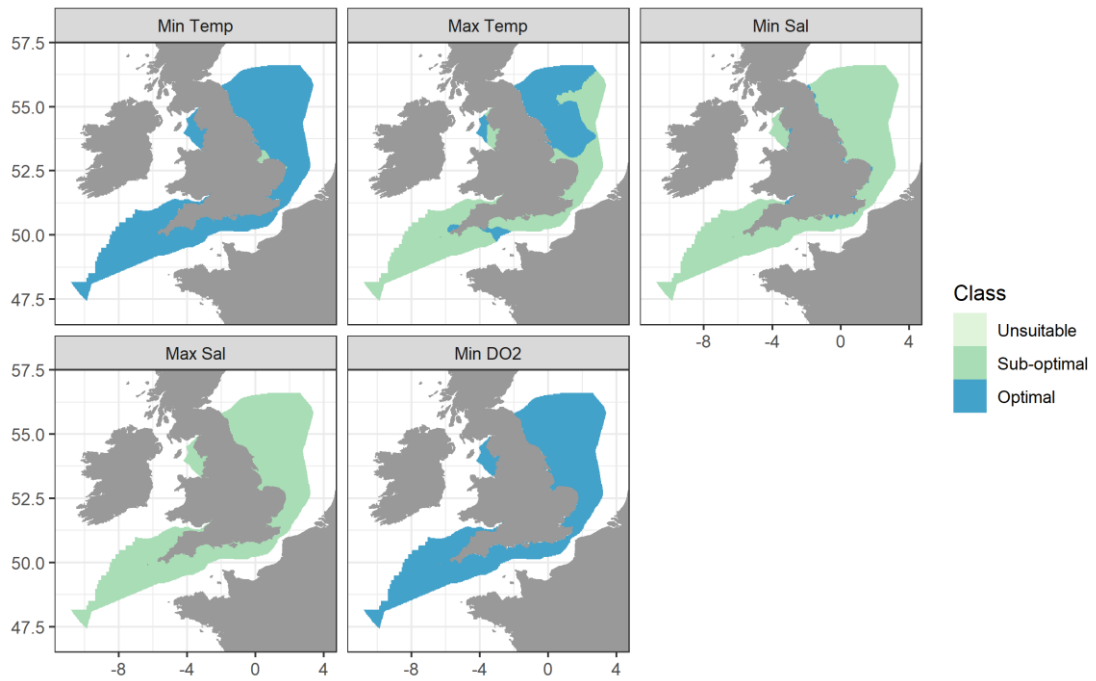 Min Temp
Max Temp
Min Sal
57.5
55.0
52.5
50.0
47.5
-8
-4
0
4
Max Sal
Min DO2
57.5
55.0
52.5
50.0
47.5
-8
-4
0
4
-8
-4
0
4
Class
Unsuitable
Sub-optimal
Optimal